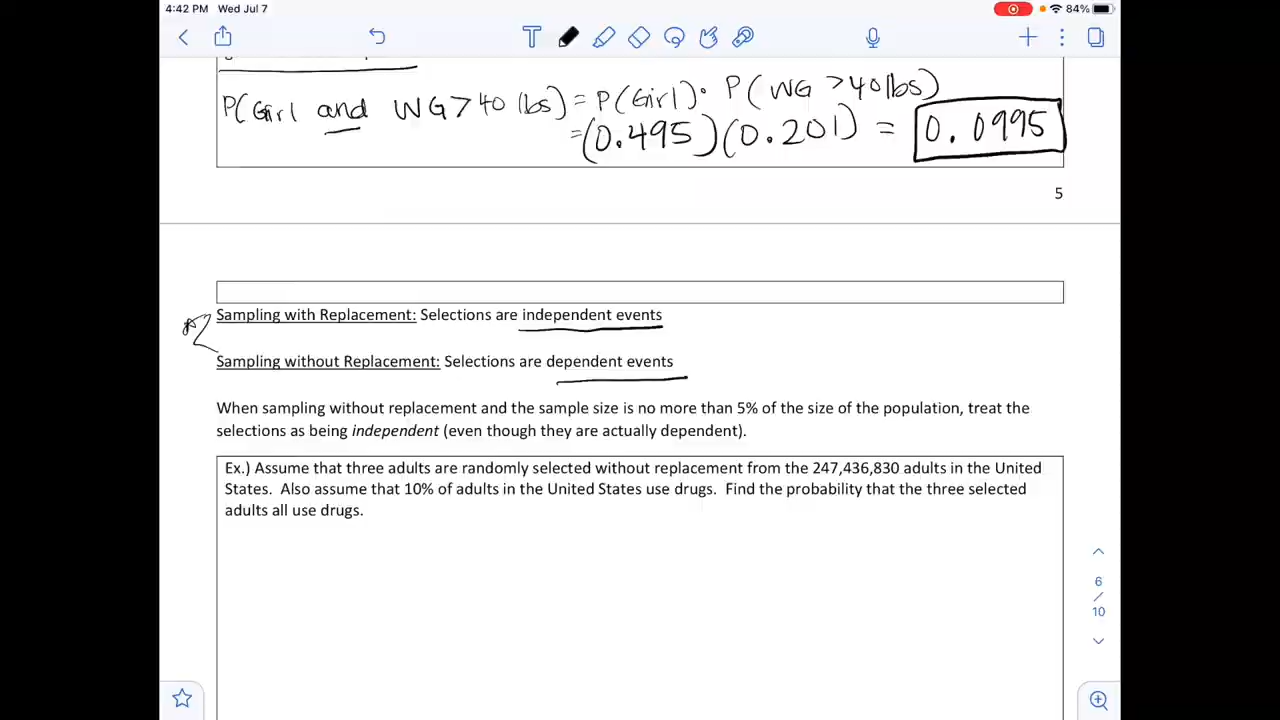 4:42 PM Wed Jul 7
84%
P(Girl and WG > 40 lbs) = P(Girl) · P(WG > 40 lbs)
= (0.495)(0.201) = 0.0995
5
Sampling with Replacement: Selections are independent events
Sampling without Replacement: Selections are dependent events
When sampling without replacement and the sample size is no more than 5% of the size of the population, treat the
selections as being independent (even though they are actually dependent).
Ex.) Assume that three adults are randomly selected without replacement from the 247,436,830 adults in the United
States. Also assume that 10% of adults in the United States use drugs. Find the probability that the three selected
adults all use drugs.
6
/
10